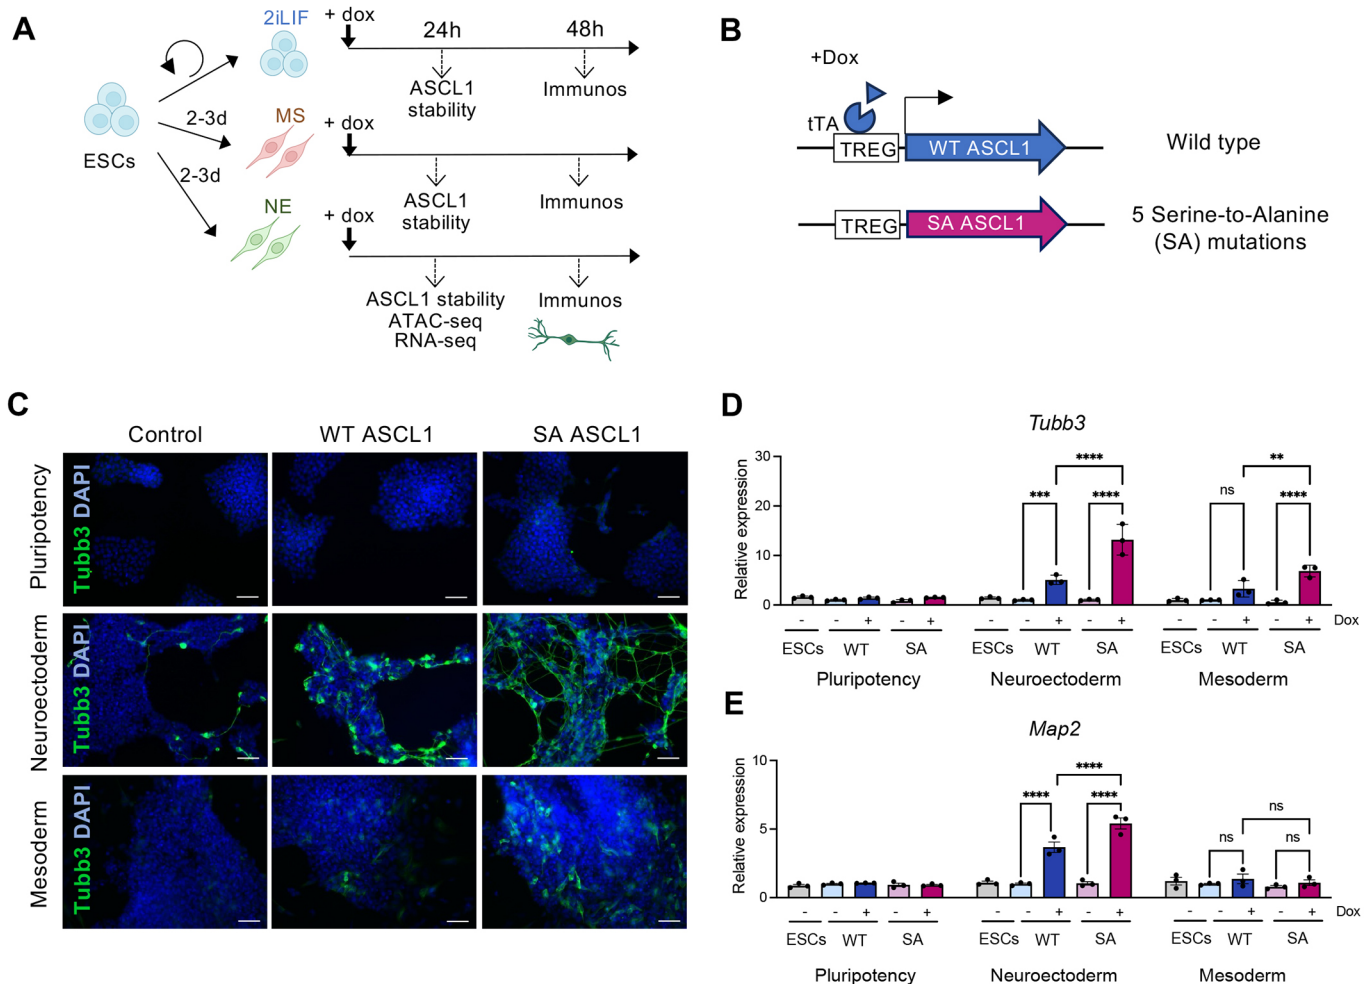 A
2iLIF
+ dox
24h
48h
ASCL1
stability
Immunos
ESCs
2-3d
MS
+ dox
ASCL1
stability
Immunos
2-3d
NE
+ dox
ASCL1 stability
ATAC-seq
RNA-seq
Immunos
B
+Dox
tTA
TREG
WT ASCL1
Wild type
TREG
SA ASCL1
5 Serine-to-Alanine
(SA) mutations
C
Control
WT ASCL1
SA ASCL1
Pluripotency
Tubb3 DAPI
Neuroectoderm
Tubb3 DAPI
Mesoderm
Tubb3 DAPI
D
Tubb3
Relative expression
30
20
10
0
*** **** ****
ns **** **
- - + - + - - + - + - - + - + Dox
ESCs WT SA ESCs WT SA ESCs WT SA
Pluripotency Neuroectoderm Mesoderm
E
Map2
Relative expression
10
5
0
**** **** ****
ns ns ns
- - + - + - - + - + - - + - + Dox
ESCs WT SA ESCs WT SA ESCs WT SA
Pluripotency Neuroectoderm Mesoderm